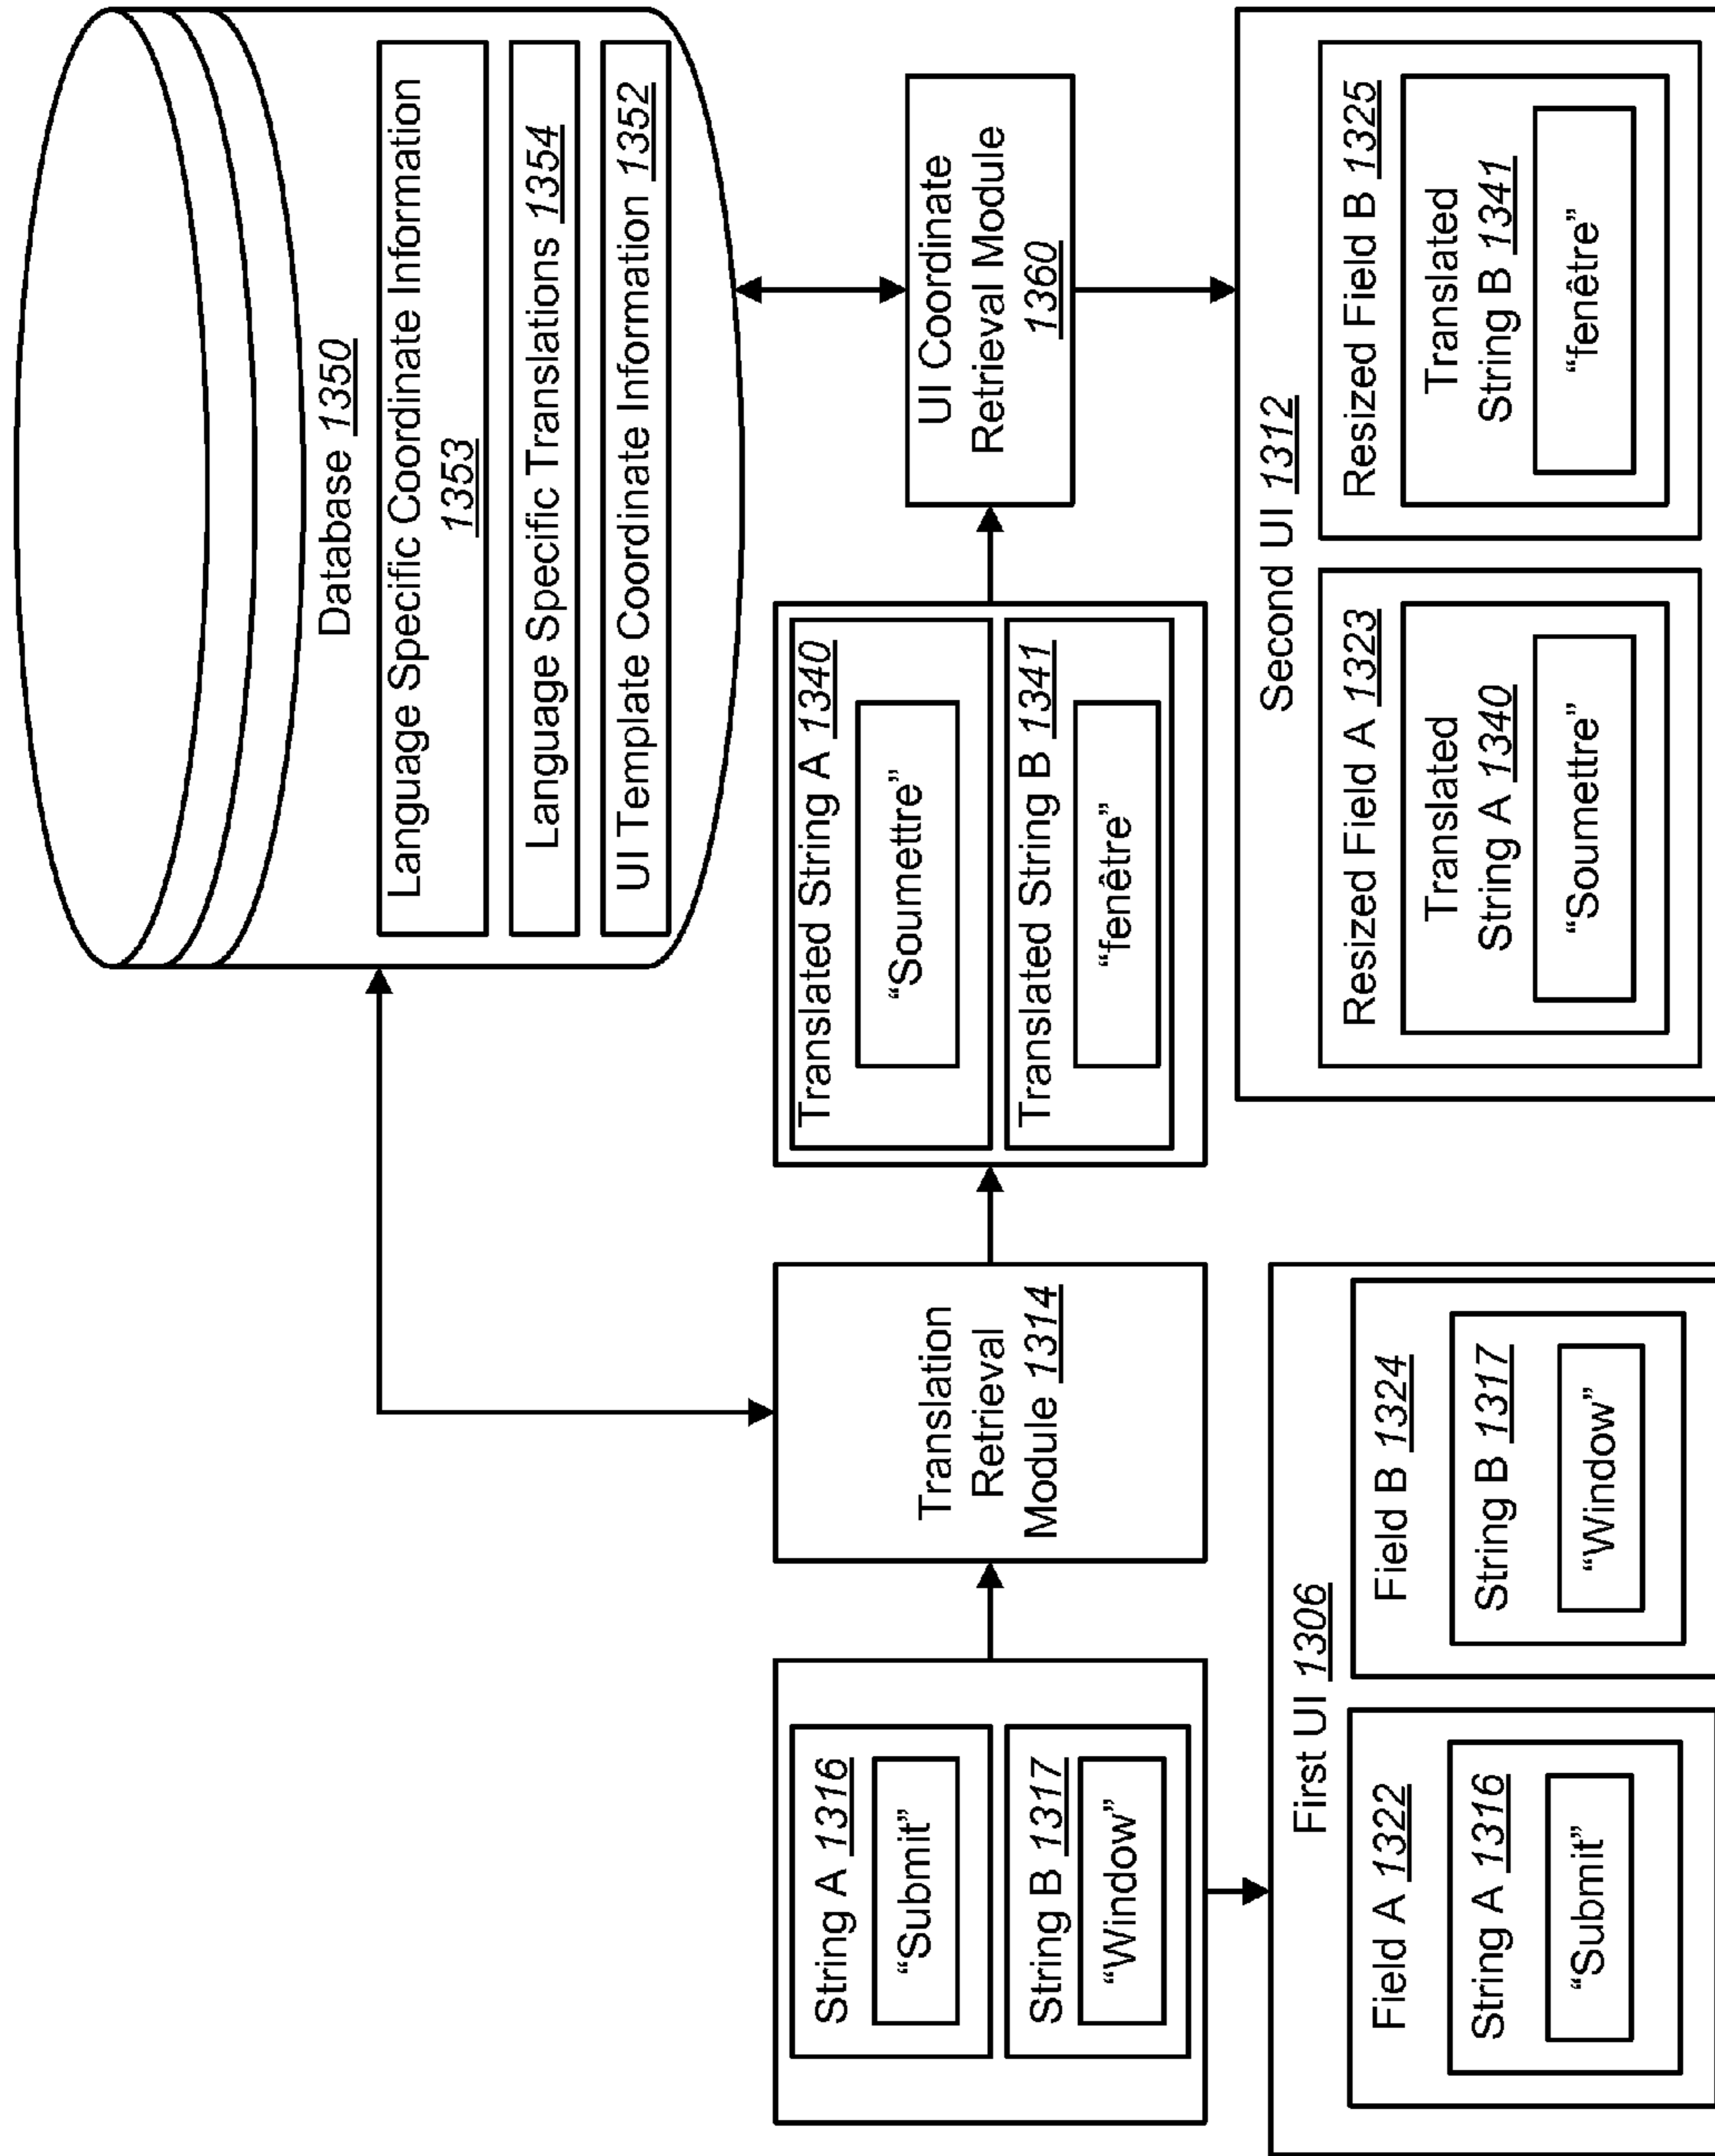 Database 1350
Language Specific Coordinate Information
1353
Language Specific Translations 1354
UI Template Coordinate Information 1352
String A 1316
“Submit”
String B 1317
“Window”
Translation
Retrieval
Module 1314
Translated String A 1340
“Soumettre”
Translated String B 1341
“fenêtre”
UI Coordinate
Retrieval Module
1360
First UI 1306
Field A 1322
String A 1316
“Submit”
Field B 1324
String B 1317
“Window”
Second UI 1312
Resized Field A 1323
Translated
String A 1340
“Soumettre”
Resized Field B 1325
Translated
String B 1341
“fenêtre”